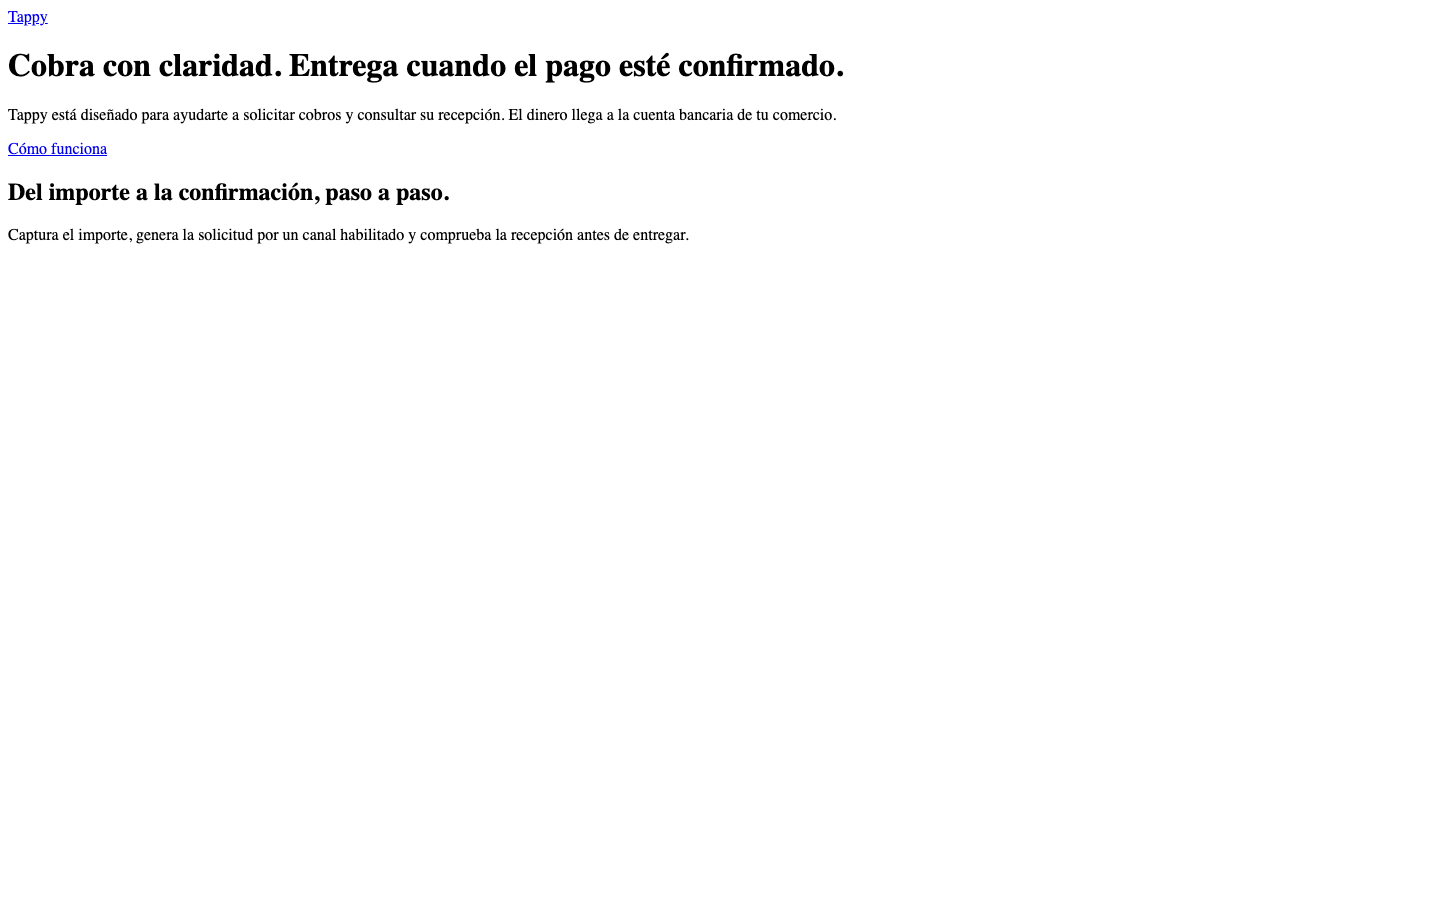 Tappy
Cobra con claridad. Entrega cuando el pago esté confirmado.
Tappy está diseñado para ayudarte a solicitar cobros y consultar su recepción. El dinero llega a la cuenta bancaria de tu comercio.
Cómo funciona
Del importe a la confirmación, paso a paso.
Captura el importe, genera la solicitud por un canal habilitado y comprueba la recepción antes de entregar.